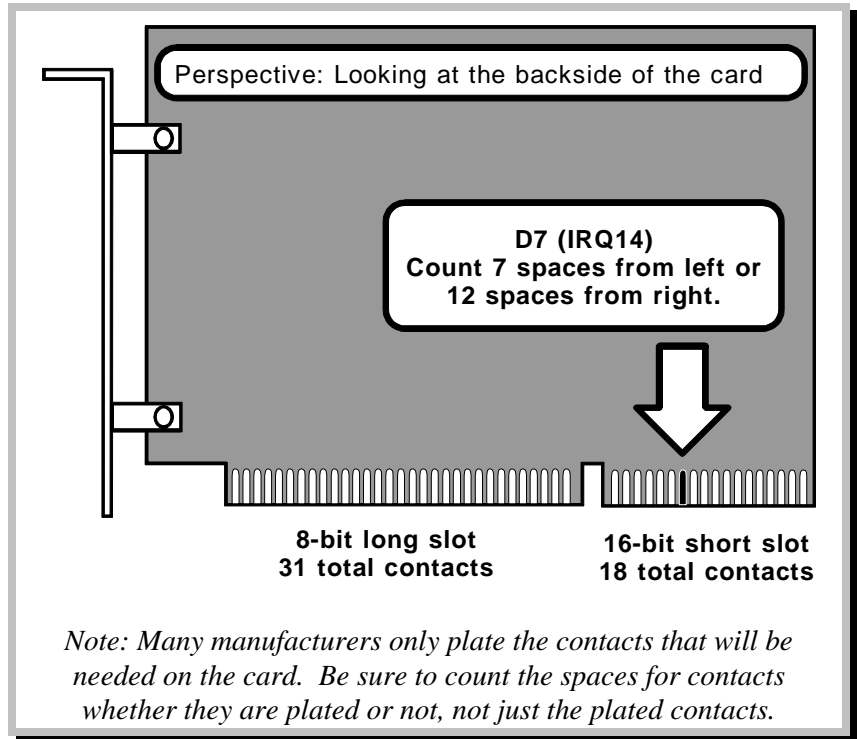 Perspective: Looking at the backside of the card
D7 (IRQ14)
Count 7 spaces from left or
12 spaces from right.
8-bit long slot
31 total contacts
16-bit short slot
18 total contacts
Note: Many manufacturers only plate the contacts that will be
needed on the card. Be sure to count the spaces for contacts
whether they are plated or not, not just the plated contacts.